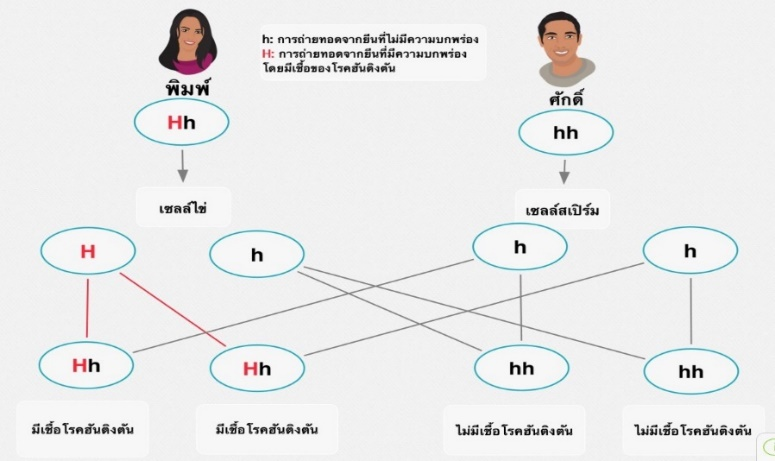 h: การถ่ายทอดจากยีนที่ไม่มีความบกพร่อง
H: การถ่ายทอดจากยีนที่มีความบกพร่อง
โดยมีเชื้อของโรคฮันติงตัน
พิมพ์
ศักดิ์
Hh
hh
เซลล์ไข่
เซลล์สเปิร์ม
H
h
h
h
Hh
Hh
hh
hh
มีเชื้อโรคฮันติงตัน
มีเชื้อโรคฮันติงตัน
ไม่มีเชื้อโรคฮันติงตัน
ไม่มีเชื้อโรคฮันติงตัน